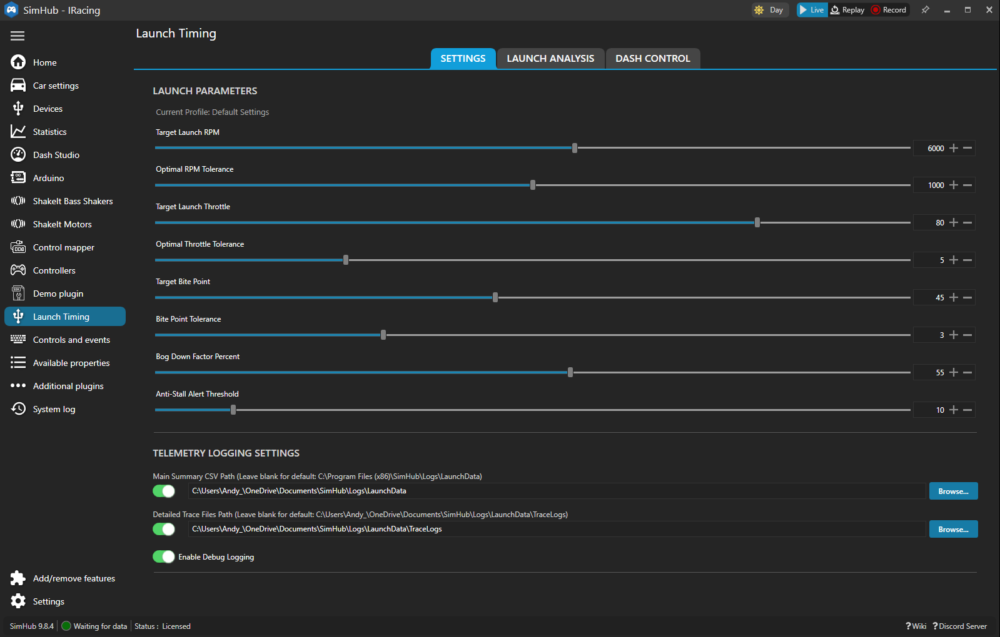 SimHub - IRacing
Day
Live
Replay
Record
Launch Timing
SETTINGS
LAUNCH ANALYSIS
DASH CONTROL
Home
Car settings
Devices
Statistics
Dash Studio
Arduino
ShakeIt Bass Shakers
ShakeIt Motors
Control mapper
Controllers
Demo plugin
Launch Timing
Controls and events
Available properties
Additional plugins
System log
Add/remove features
Settings
LAUNCH PARAMETERS
Current Profile: Default Settings
Target Launch RPM
6000
Optimal RPM Tolerance
1000
Target Launch Throttle
80
Optimal Throttle Tolerance
5
Target Bite Point
45
Bite Point Tolerance
3
Bog Down Factor Percent
55
Anti-Stall Alert Threshold
10
TELEMETRY LOGGING SETTINGS
Main Summary CSV Path (Leave blank for default: C:\Program Files (x86)\SimHub\Logs\LaunchData)
C:\Users\Andy_\OneDrive\Documents\SimHub\Logs\LaunchData
Browse...
Detailed Trace Files Path (Leave blank for default: C:\Users\Andy_\OneDrive\Documents\SimHub\Logs\LaunchData\TraceLogs)
C:\Users\Andy_\OneDrive\Documents\SimHub\Logs\LaunchData\TraceLogs
Browse...
Enable Debug Logging
SimHub 9.8.4
Waiting for data
Status : Licensed
? Wiki
? Discord Server